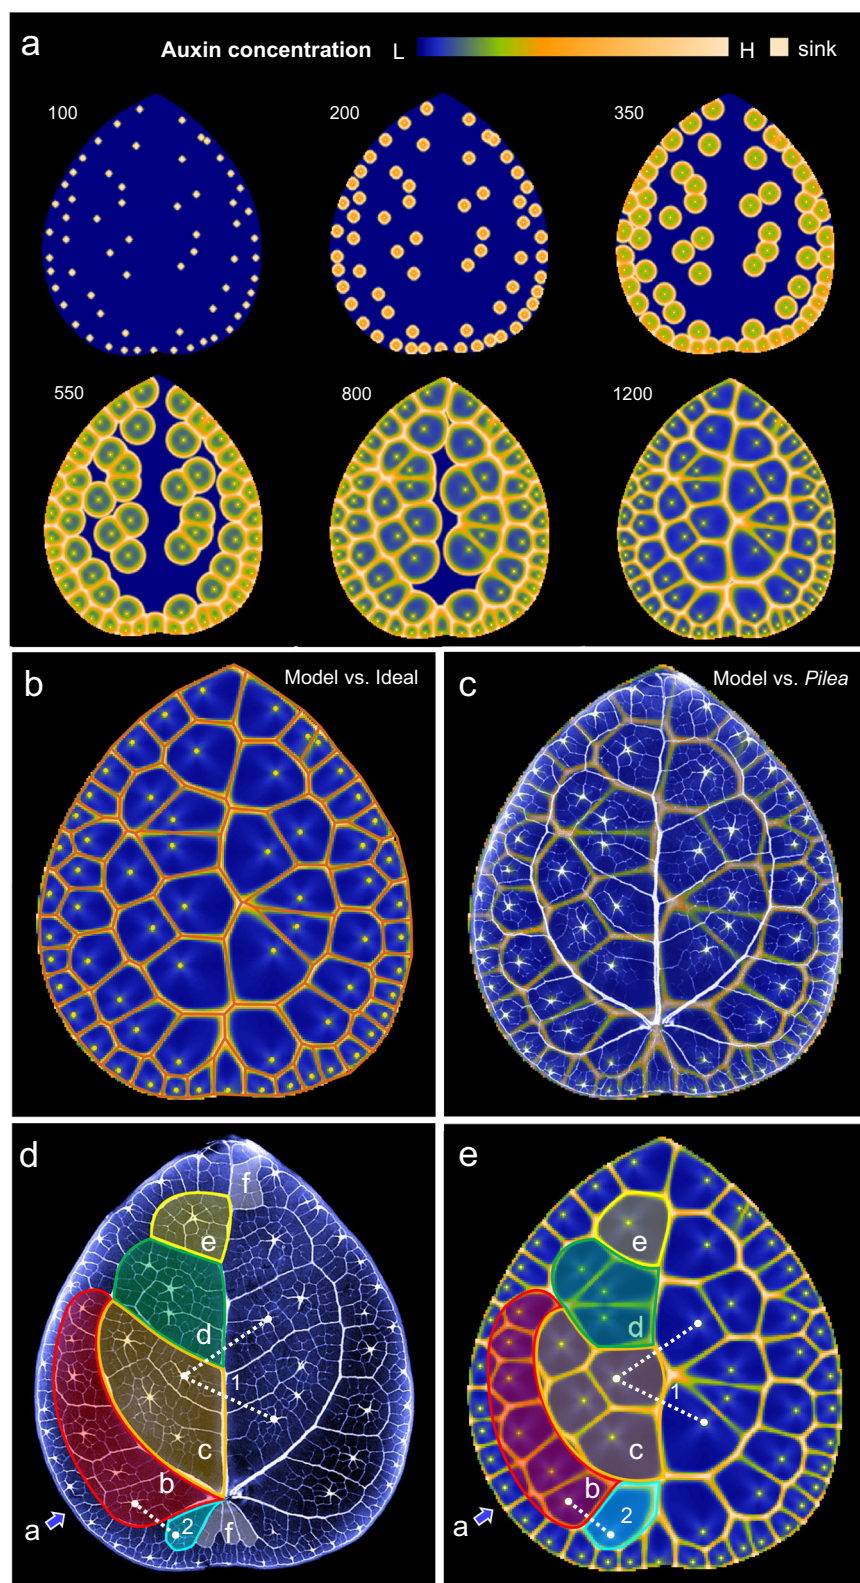 a
Auxin concentration L H sink
100 200 350
550 800 1200
b Model vs. Ideal
c Model vs. Pilea
d
f
e
d
1
c
b
a
2
f
e
e
d
1
c
b
2
a